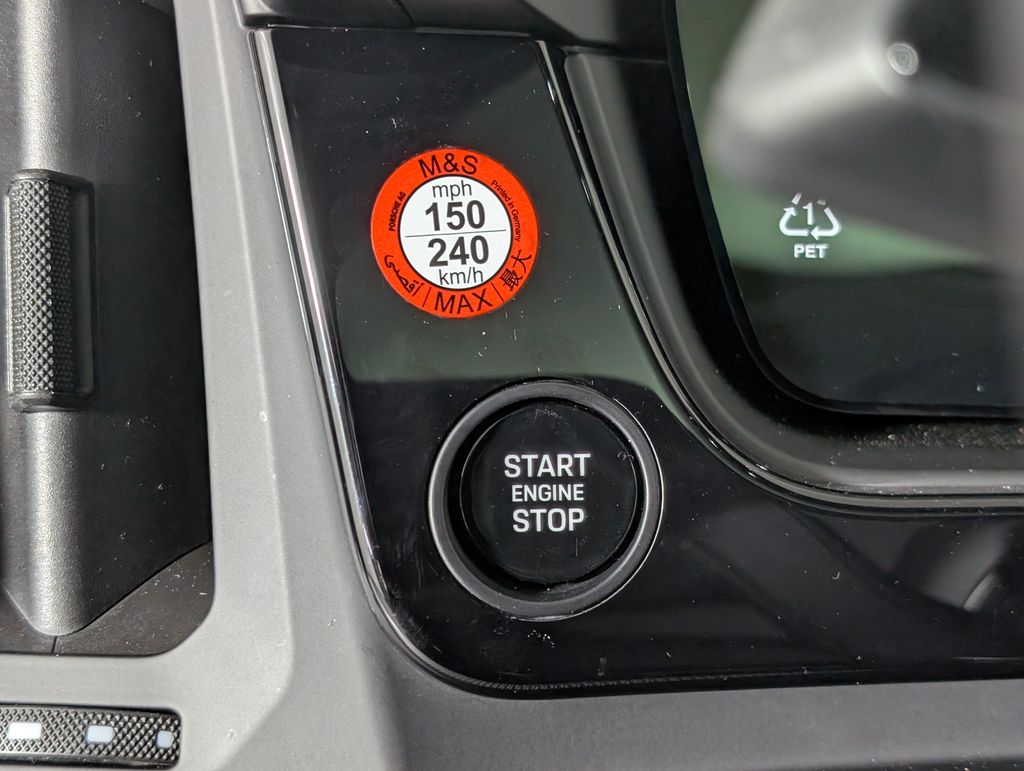 M&S
PORSCHE AG
Printed in Germany
mph
150
240
km/h
أقصى | MAX | 最大
1
PET
START
ENGINE
STOP